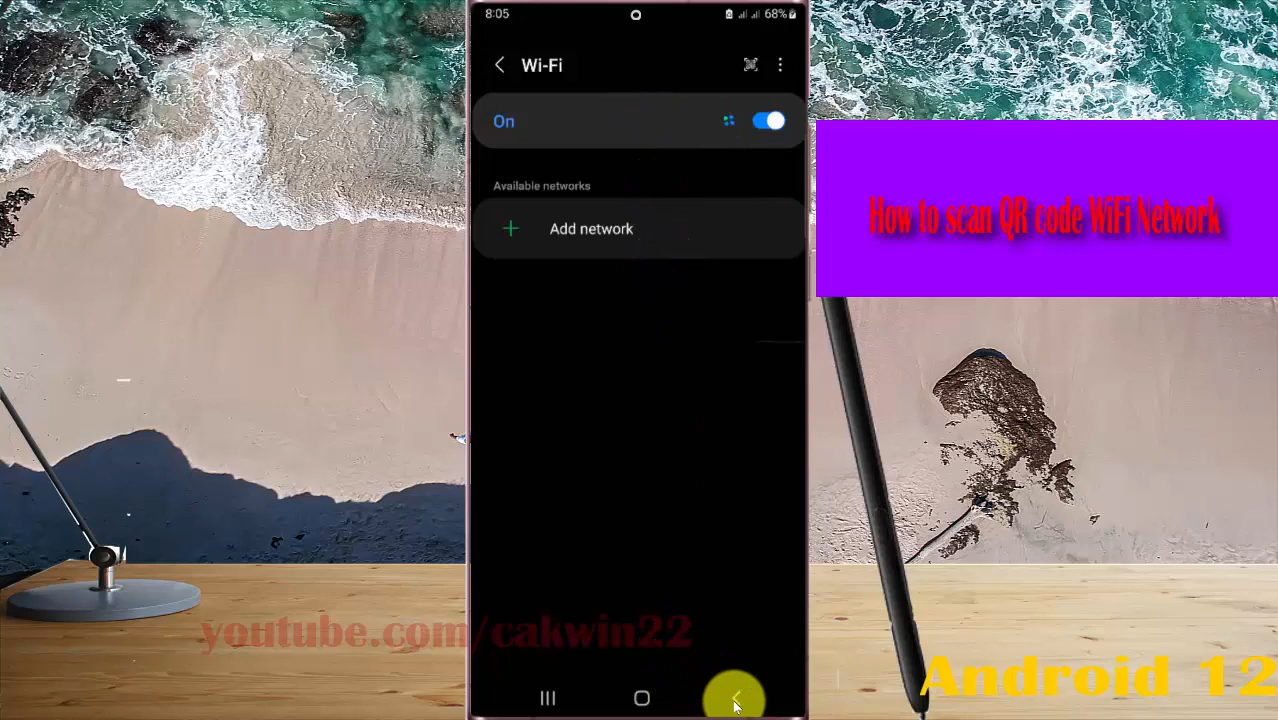 8:05
68%
Wi-Fi
On
Available networks
Add network
How to scan QR code WiFi Network
youtube.com/cakwin22
Android 12